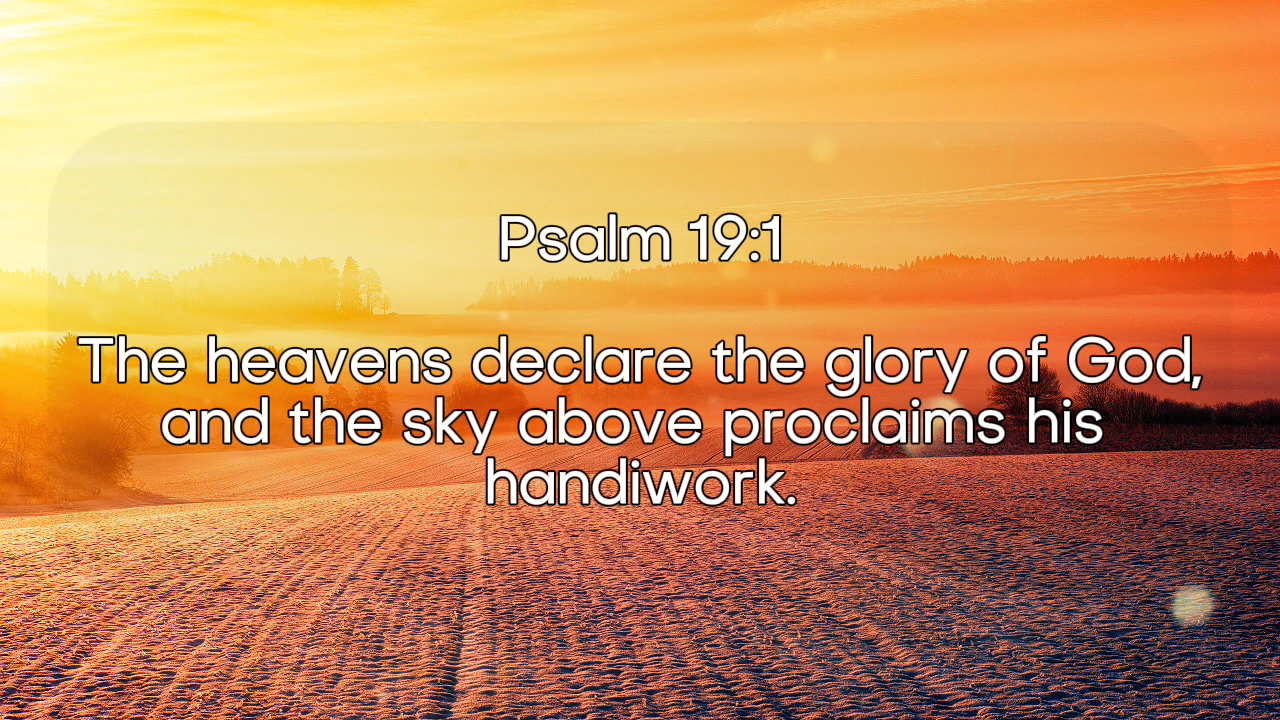 Psalm 19:1
The heavens declare the glory of God,
and the sky above proclaims his
handiwork.